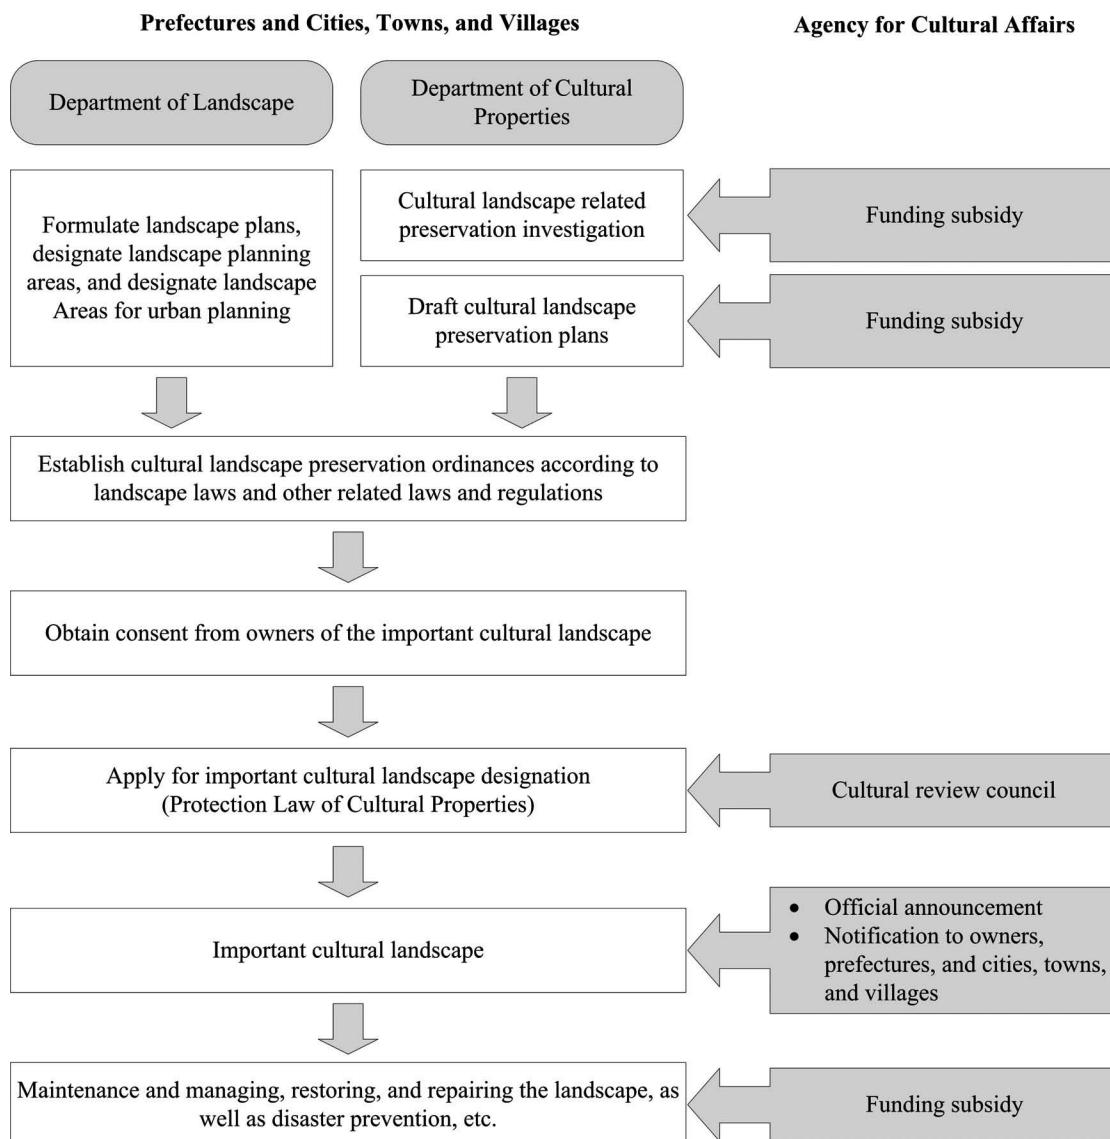 Prefectures and Cities, Towns, and Villages
Agency for Cultural Affairs
Department of Landscape
Department of Cultural
Properties
Formulate landscape plans,
designate landscape planning
areas, and designate landscape
Areas for urban planning
Cultural landscape related
preservation investigation
Funding subsidy
Draft cultural landscape
preservation plans
Funding subsidy
Establish cultural landscape preservation ordinances according to
landscape laws and other related laws and regulations
Obtain consent from owners of the important cultural landscape
Apply for important cultural landscape designation
(Protection Law of Cultural Properties)
Cultural review council
Important cultural landscape
• Official announcement
• Notification to owners,
prefectures, and cities, towns,
and villages
Maintenance and managing, restoring, and repairing the landscape, as
well as disaster prevention, etc.
Funding subsidy